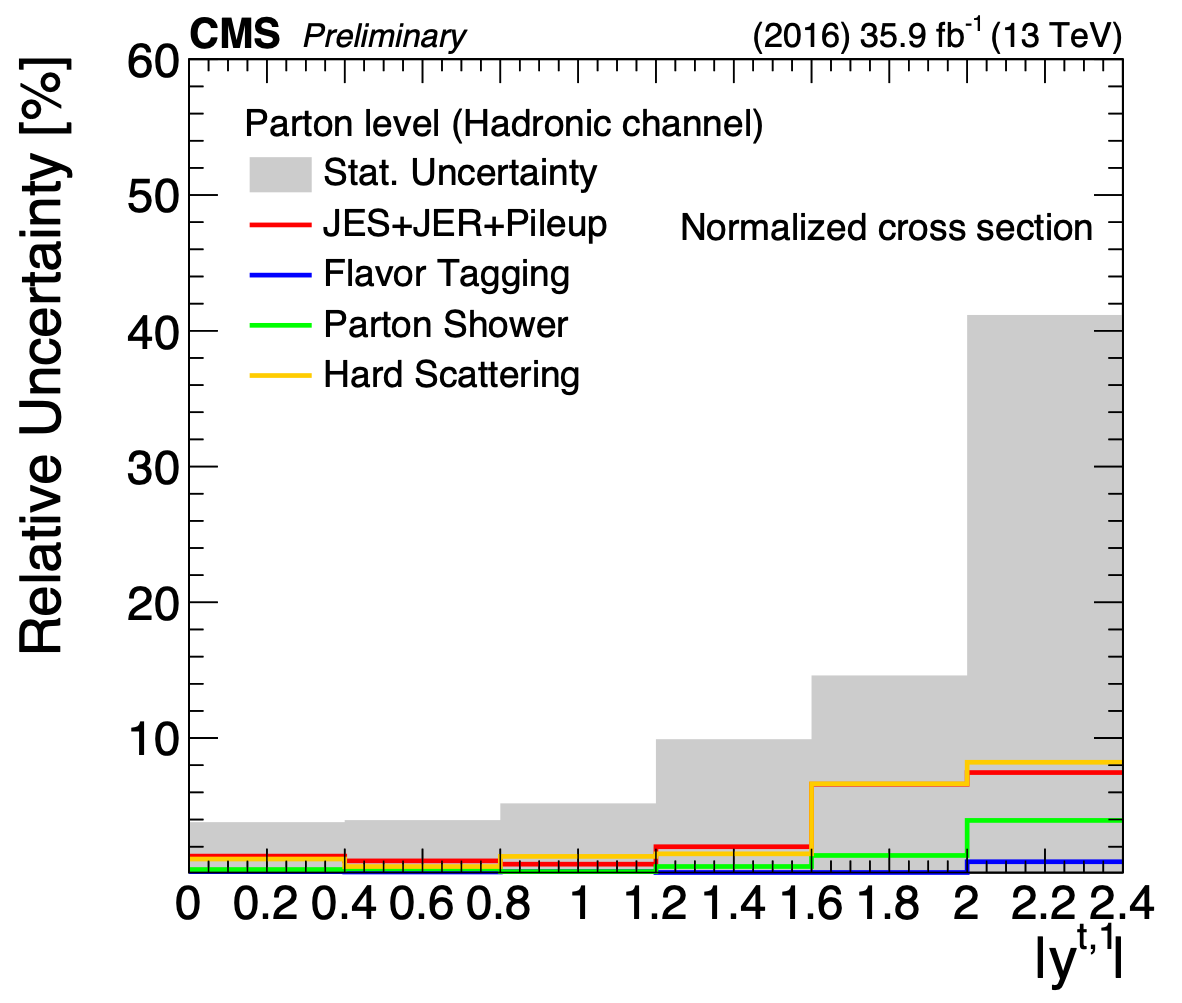 CMS Preliminary (2016) 35.9 fb⁻¹ (13 TeV)
Relative Uncertainty [%]
60
50
40
30
20
10
Parton level (Hadronic channel)
Stat. Uncertainty
JES+JER+Pileup
Flavor Tagging
Parton Shower
Hard Scattering
Normalized cross section
0 0.2 0.4 0.6 0.8 1 1.2 1.4 1.6 1.8 2 2.2 2.4
|y^{t,1}|